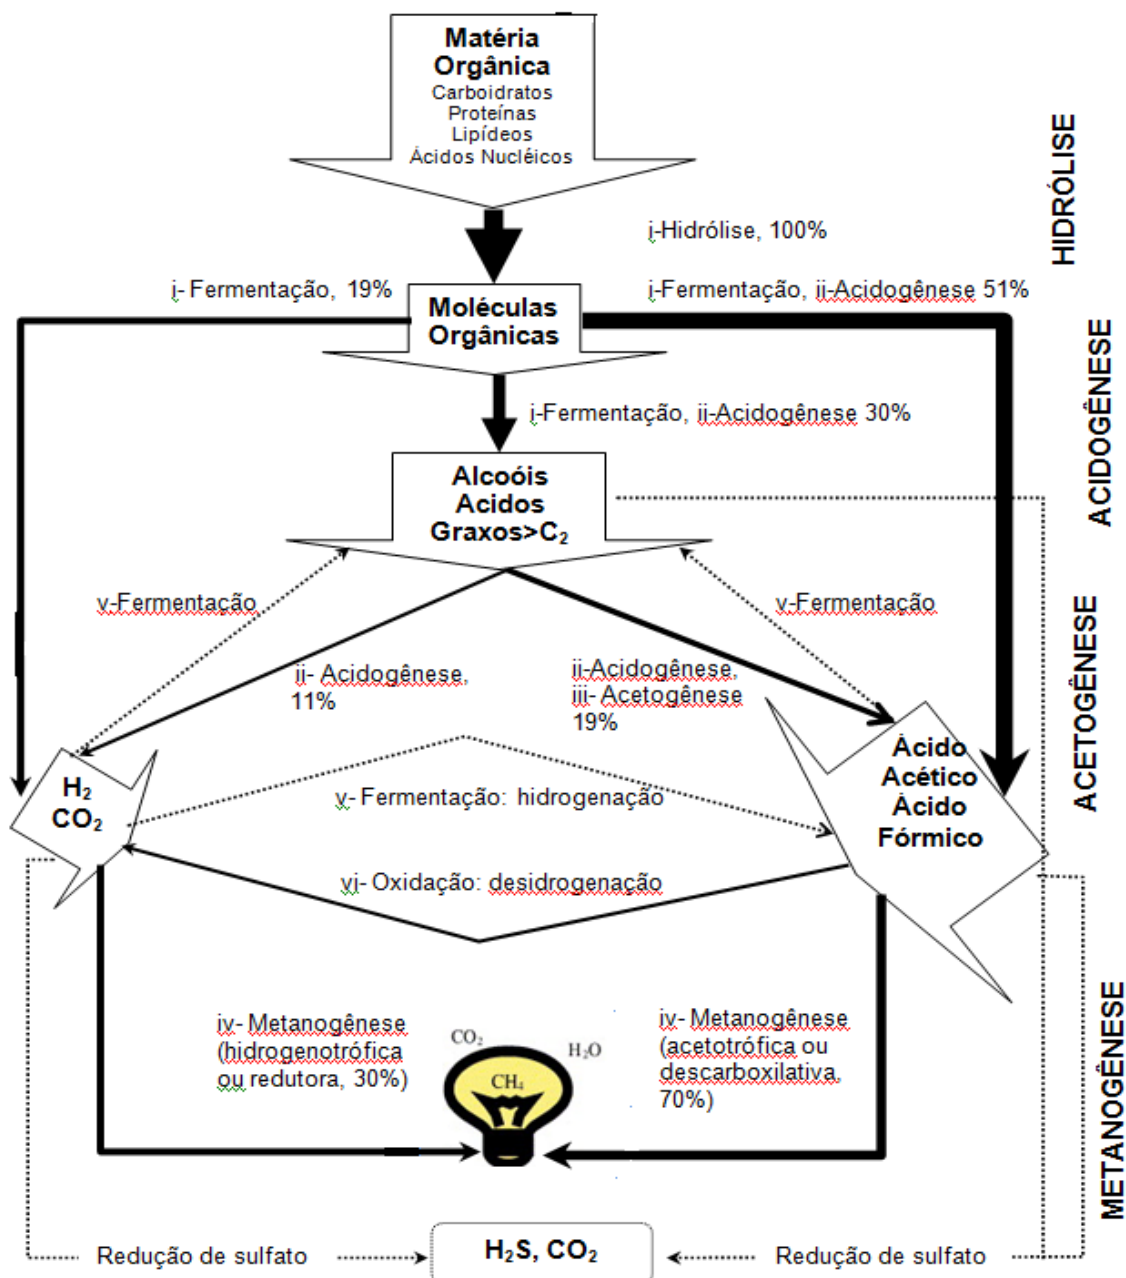 Matéria
Orgânica
Carboidratos
Proteínas
Lipídeos
Ácidos Nucléicos
HIDRÓLISE
i-Hidrólise, 100%
i- Fermentação, 19%
i-Fermentação, ii-Acidogênese 51%
Moléculas
Orgânicas
ACIDOGÊNESE
i-Fermentação, ii-Acidogênese 30%
Alcoóis
Acidos
Graxos>C₂
v-Fermentação
v-Fermentação
ACETOGÊNESE
ii- Acidogênese,
11%
ii-Acidogênese,
iii- Acetogênese
19%
H₂
CO₂
Ácido
Acético
Ácido
Fórmico
v- Fermentação: hidrogenação
vi- Oxidação: desidrogenação
METANOGÊNESE
iv- Metanogênese
(hidrogenotrófica
ou redutora, 30%)
CO₂
H₂O
CH₄
iv- Metanogênese
(acetotrófica ou
descarboxilativa,
70%)
Redução de sulfato
H₂S, CO₂
Redução de sulfato